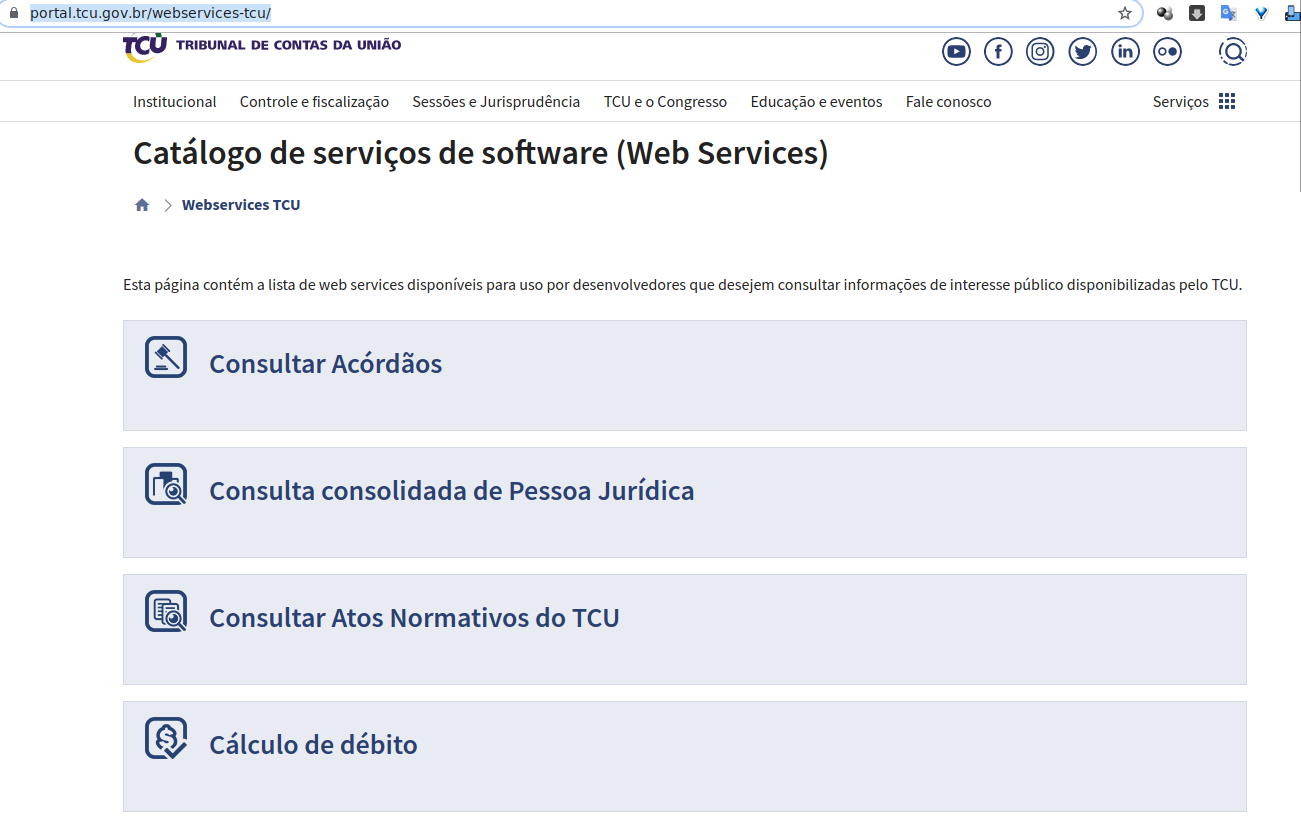 portal.tcu.gov.br/webservices-tcu/
TCU TRIBUNAL DE CONTAS DA UNIÃO
Institucional Controle e fiscalização Sessões e Jurisprudência TCU e o Congresso Educação e eventos Fale conosco Serviços
Catálogo de serviços de software (Web Services)
Webservices TCU
Esta página contém a lista de web services disponíveis para uso por desenvolvedores que desejem consultar informações de interesse público disponibilizadas pelo TCU.
Consultar Acórdãos
Consulta consolidada de Pessoa Jurídica
Consultar Atos Normativos do TCU
Cálculo de débito